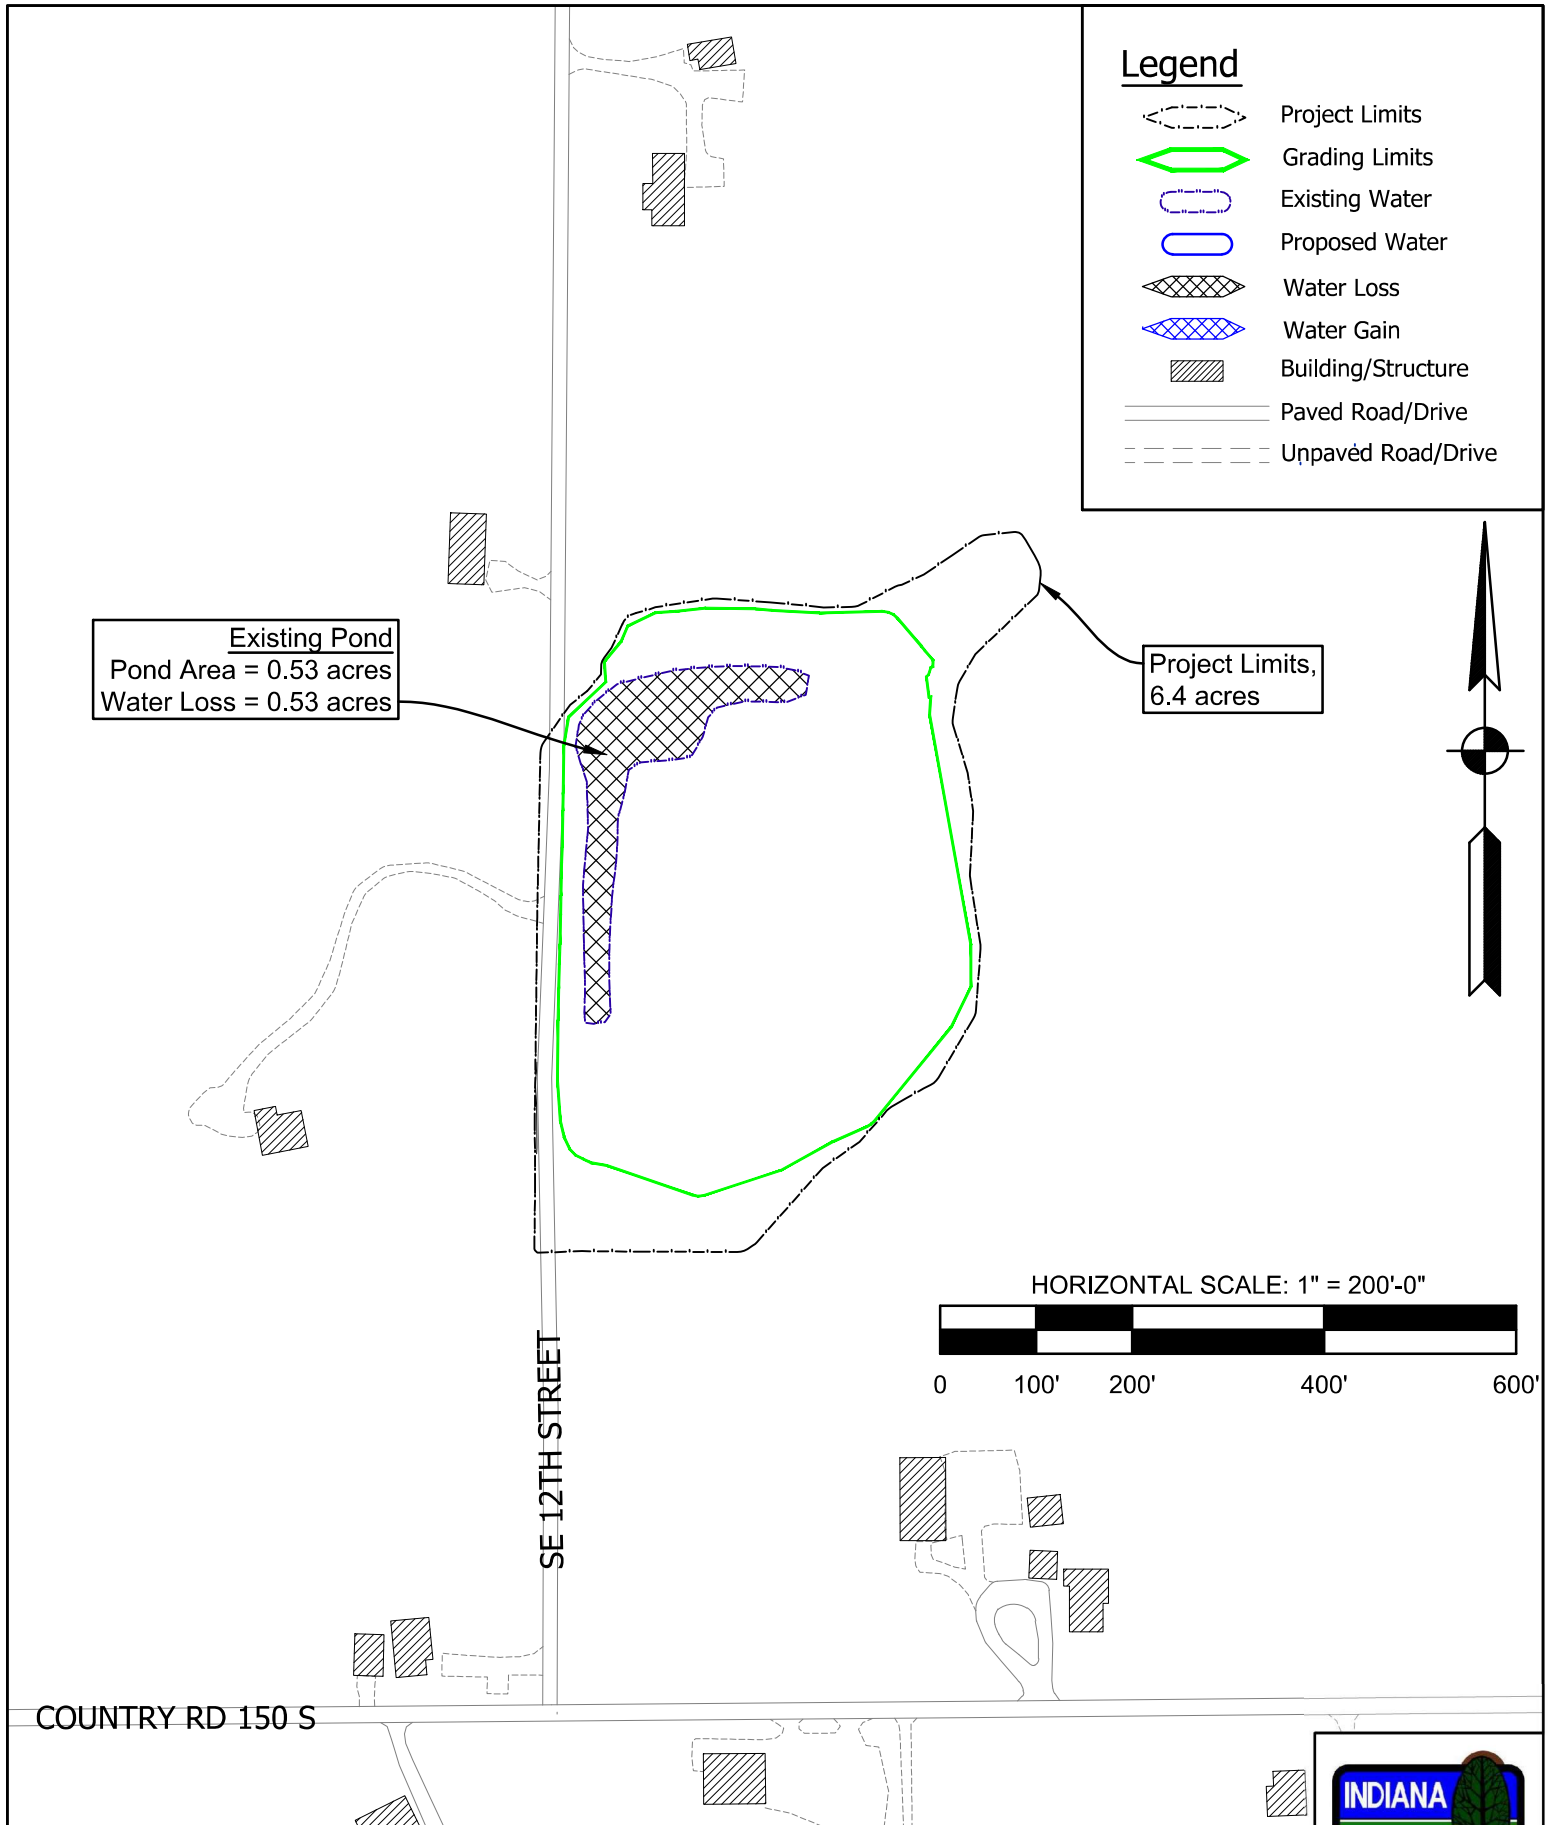 Legend
Project Limits
Grading Limits
Existing Water
Proposed Water
Water Loss
Water Gain
Building/Structure
Paved Road/Drive
Unpaved Road/Drive
Existing Pond
Pond Area = 0.53 acres
Water Loss = 0.53 acres
Project Limits,
6.4 acres
HORIZONTAL SCALE: 1" = 200'-0"
0 100' 200' 400' 600'
SE 12TH STREET
COUNTRY RD 150 S
INDIANA